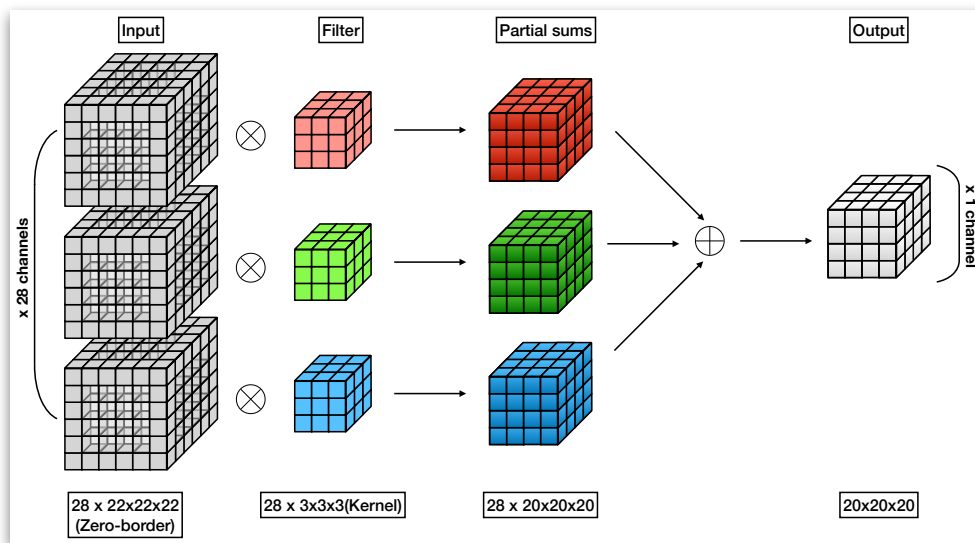 Input
Filter
Partial sums
Output
x 28 channels
x 1 channel
28 x 22x22x22
(Zero-border)
28 x 3x3x3(Kernel)
28 x 20x20x20
20x20x20